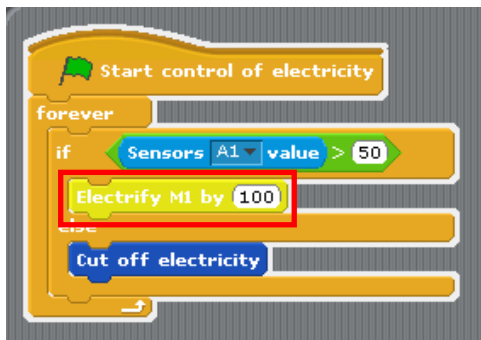 Start control of electricity
forever
if Sensors A1 value > 50
Electrify M1 by 100
else
Cut off electricity